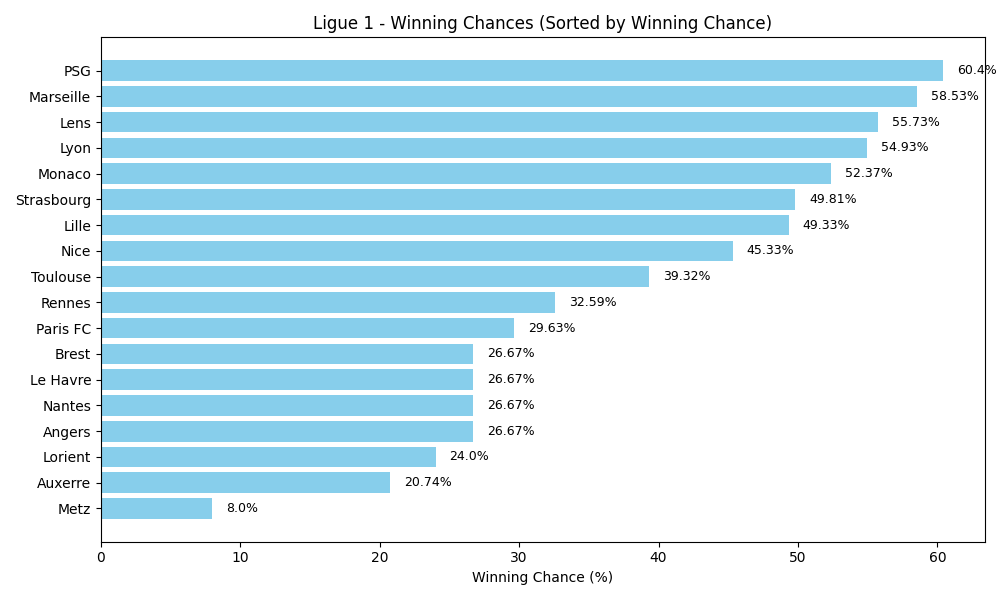 Ligue 1 - Winning Chances (Sorted by Winning Chance)
PSG 60.4%
Marseille 58.53%
Lens 55.73%
Lyon 54.93%
Monaco 52.37%
Strasbourg 49.81%
Lille 49.33%
Nice 45.33%
Toulouse 39.32%
Rennes 32.59%
Paris FC 29.63%
Brest 26.67%
Le Havre 26.67%
Nantes 26.67%
Angers 26.67%
Lorient 24.0%
Auxerre 20.74%
Metz 8.0%
0 10 20 30 40 50 60
Winning Chance (%)